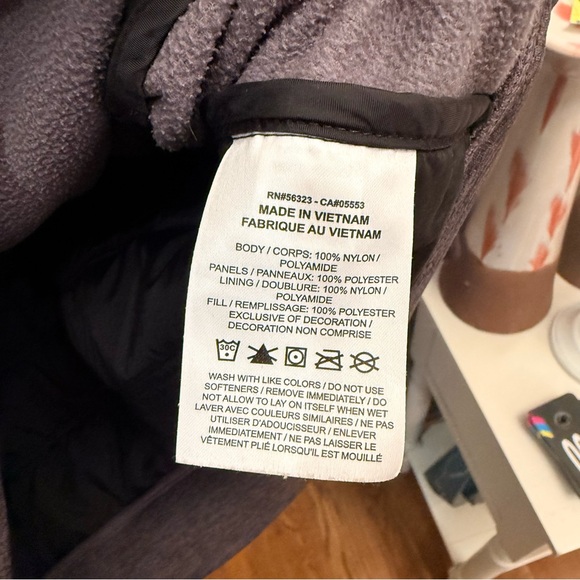 RN#56323 - CA#05553
MADE IN VIETNAM
FABRIQUE AU VIETNAM
BODY / CORPS: 100% NYLON /
POLYAMIDE
PANELS / PANNEAUX: 100% POLYESTER
LINING / DOUBLURE: 100% NYLON /
POLYAMIDE
FILL / REMPLISSAGE: 100% POLYESTER
EXCLUSIVE OF DECORATION /
DECORATION NON COMPRISE
30C
WASH WITH LIKE COLORS / DO NOT USE
SOFTENERS / REMOVE IMMEDIATELY / DO
NOT ALLOW TO LAY ON ITSELF WHEN WET
LAVER AVEC COULEURS SIMILAIRES / NE PAS
UTILISER D'ADOUCISSEUR / ENLEVER
IMMEDIATEMENT / NE PAS LAISSER LE
VÊTEMENT PLIÉ LORSQU'IL EST MOUILLÉ